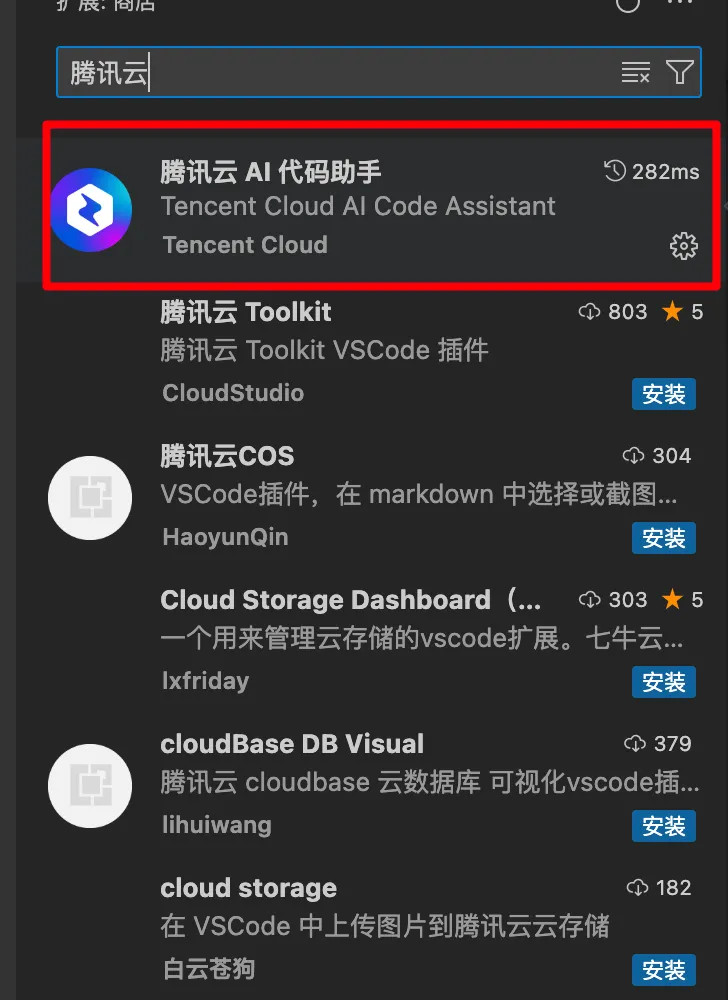 扩展: 商店
腾讯云
腾讯云 AI 代码助手 282ms
Tencent Cloud AI Code Assistant
Tencent Cloud
腾讯云 Toolkit 803 5
腾讯云 Toolkit VSCode 插件
CloudStudio 安装
腾讯云COS 304
VSCode插件，在 markdown 中选择或截图...
HaoyunQin 安装
Cloud Storage Dashboard（... 303 5
一个用来管理云存储的vscode扩展。七牛云...
lxfriday 安装
cloudBase DB Visual 379
腾讯云 cloudbase 云数据库 可视化vscode插...
lihuiwang 安装
cloud storage 182
在 VSCode 中上传图片到腾讯云云存储
白云苍狗 安装